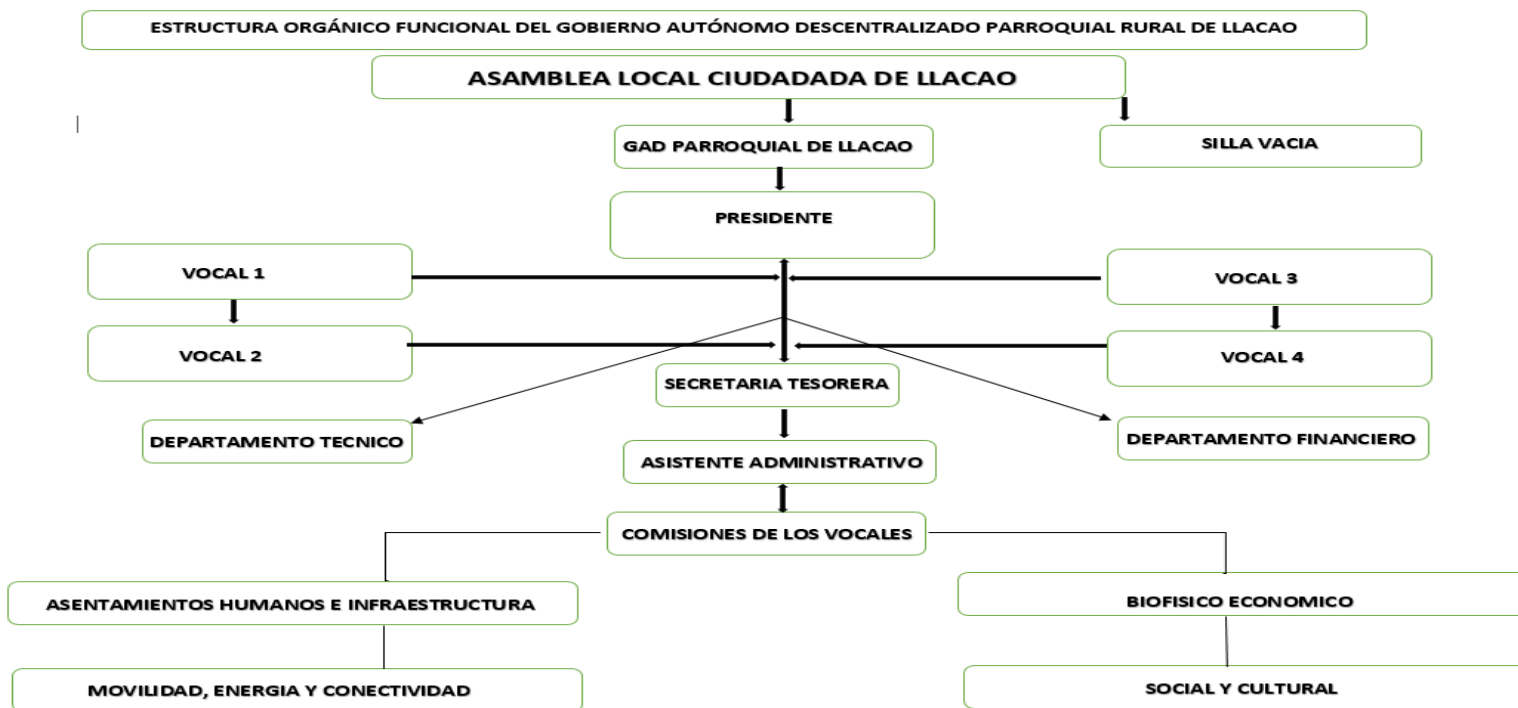 ESTRUCTURA ORGÁNICO FUNCIONAL DEL GOBIERNO AUTÓNOMO DESCENTRALIZADO PARROQUIAL RURAL DE LLACAO
ASAMBLEA LOCAL CIUDADADA DE LLACAO
GAD PARROQUIAL DE LLACAO
SILLA VACIA
PRESIDENTE
VOCAL 1
VOCAL 3
VOCAL 2
VOCAL 4
SECRETARIA TESORERA
DEPARTAMENTO TECNICO
DEPARTAMENTO FINANCIERO
ASISTENTE ADMINISTRATIVO
COMISIONES DE LOS VOCALES
ASENTAMIENTOS HUMANOS E INFRAESTRUCTURA
BIOFISICO ECONOMICO
MOVILIDAD, ENERGIA Y CONECTIVIDAD
SOCIAL Y CULTURAL